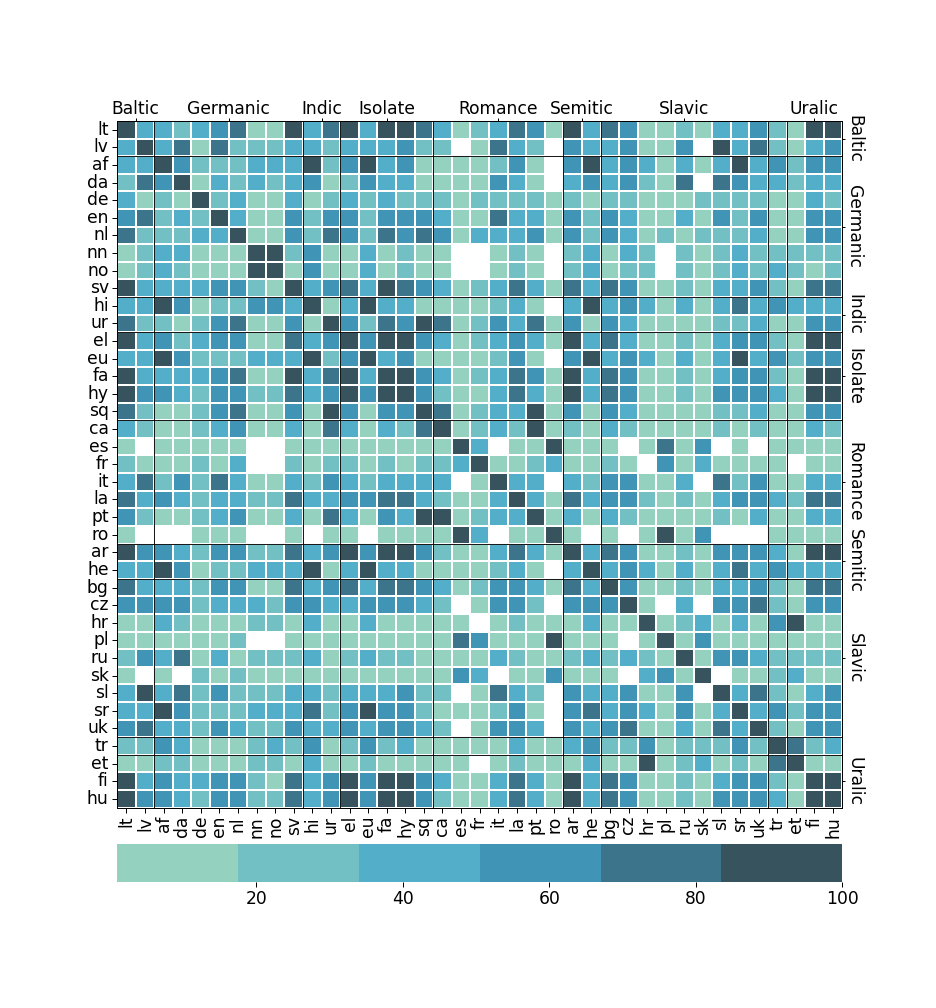 Baltic Germanic Indic Isolate Romance Semitic Slavic Uralic
lt
lv
af
da
de
en
nl
nn
no
sv
hi
ur
el
eu
fa
hy
sq
ca
es
fr
it
la
pt
ro
ar
he
bg
cz
hr
pl
ru
sk
sl
sr
uk
tr
et
fi
hu
Baltic
Germanic
Indic
Isolate
Romance
Semitic
Slavic
Uralic
lt lv af da de en nl nn no sv hi ur el eu fa hy sq ca es fr it la pt ro ar he bg cz hr pl ru sk sl sr uk tr et fi hu
20 40 60 80 100